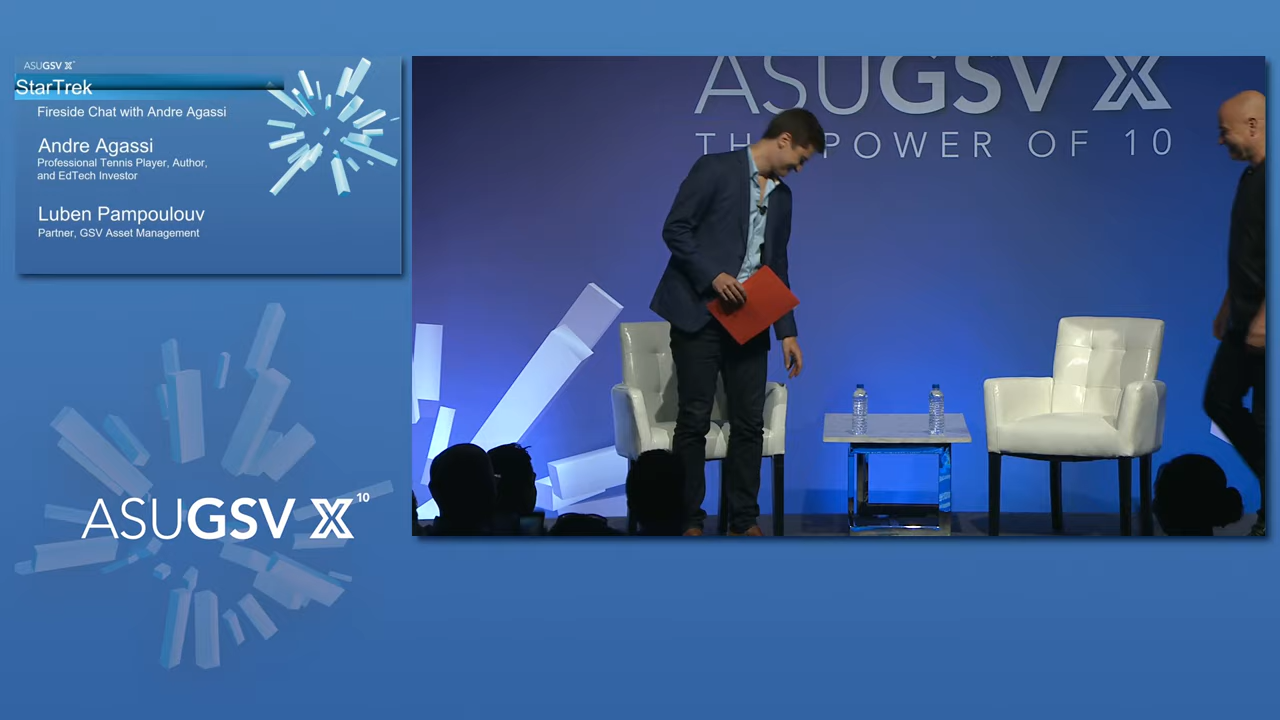 ASUGSV X
StarTrek
Fireside Chat with Andre Agassi
Andre Agassi
Professional Tennis Player, Author,
and EdTech Investor
Luben Pampoulouv
Partner, GSV Asset Management
ASUGSV X
POWER OF 10
ASUGSV X 10